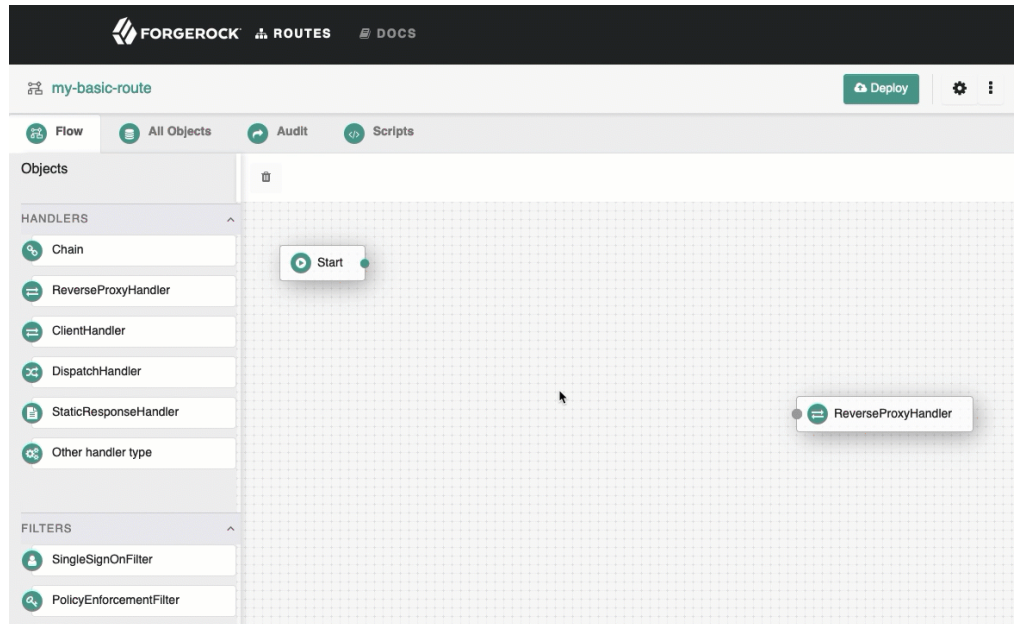 FORGEROCK ROUTES DOCS
my-basic-route Deploy
Flow All Objects Audit Scripts
Objects
HANDLERS
Start
Chain
ReverseProxyHandler
ClientHandler
DispatchHandler
StaticResponseHandler
ReverseProxyHandler
Other handler type
FILTERS
SingleSignOnFilter
PolicyEnforcementFilter